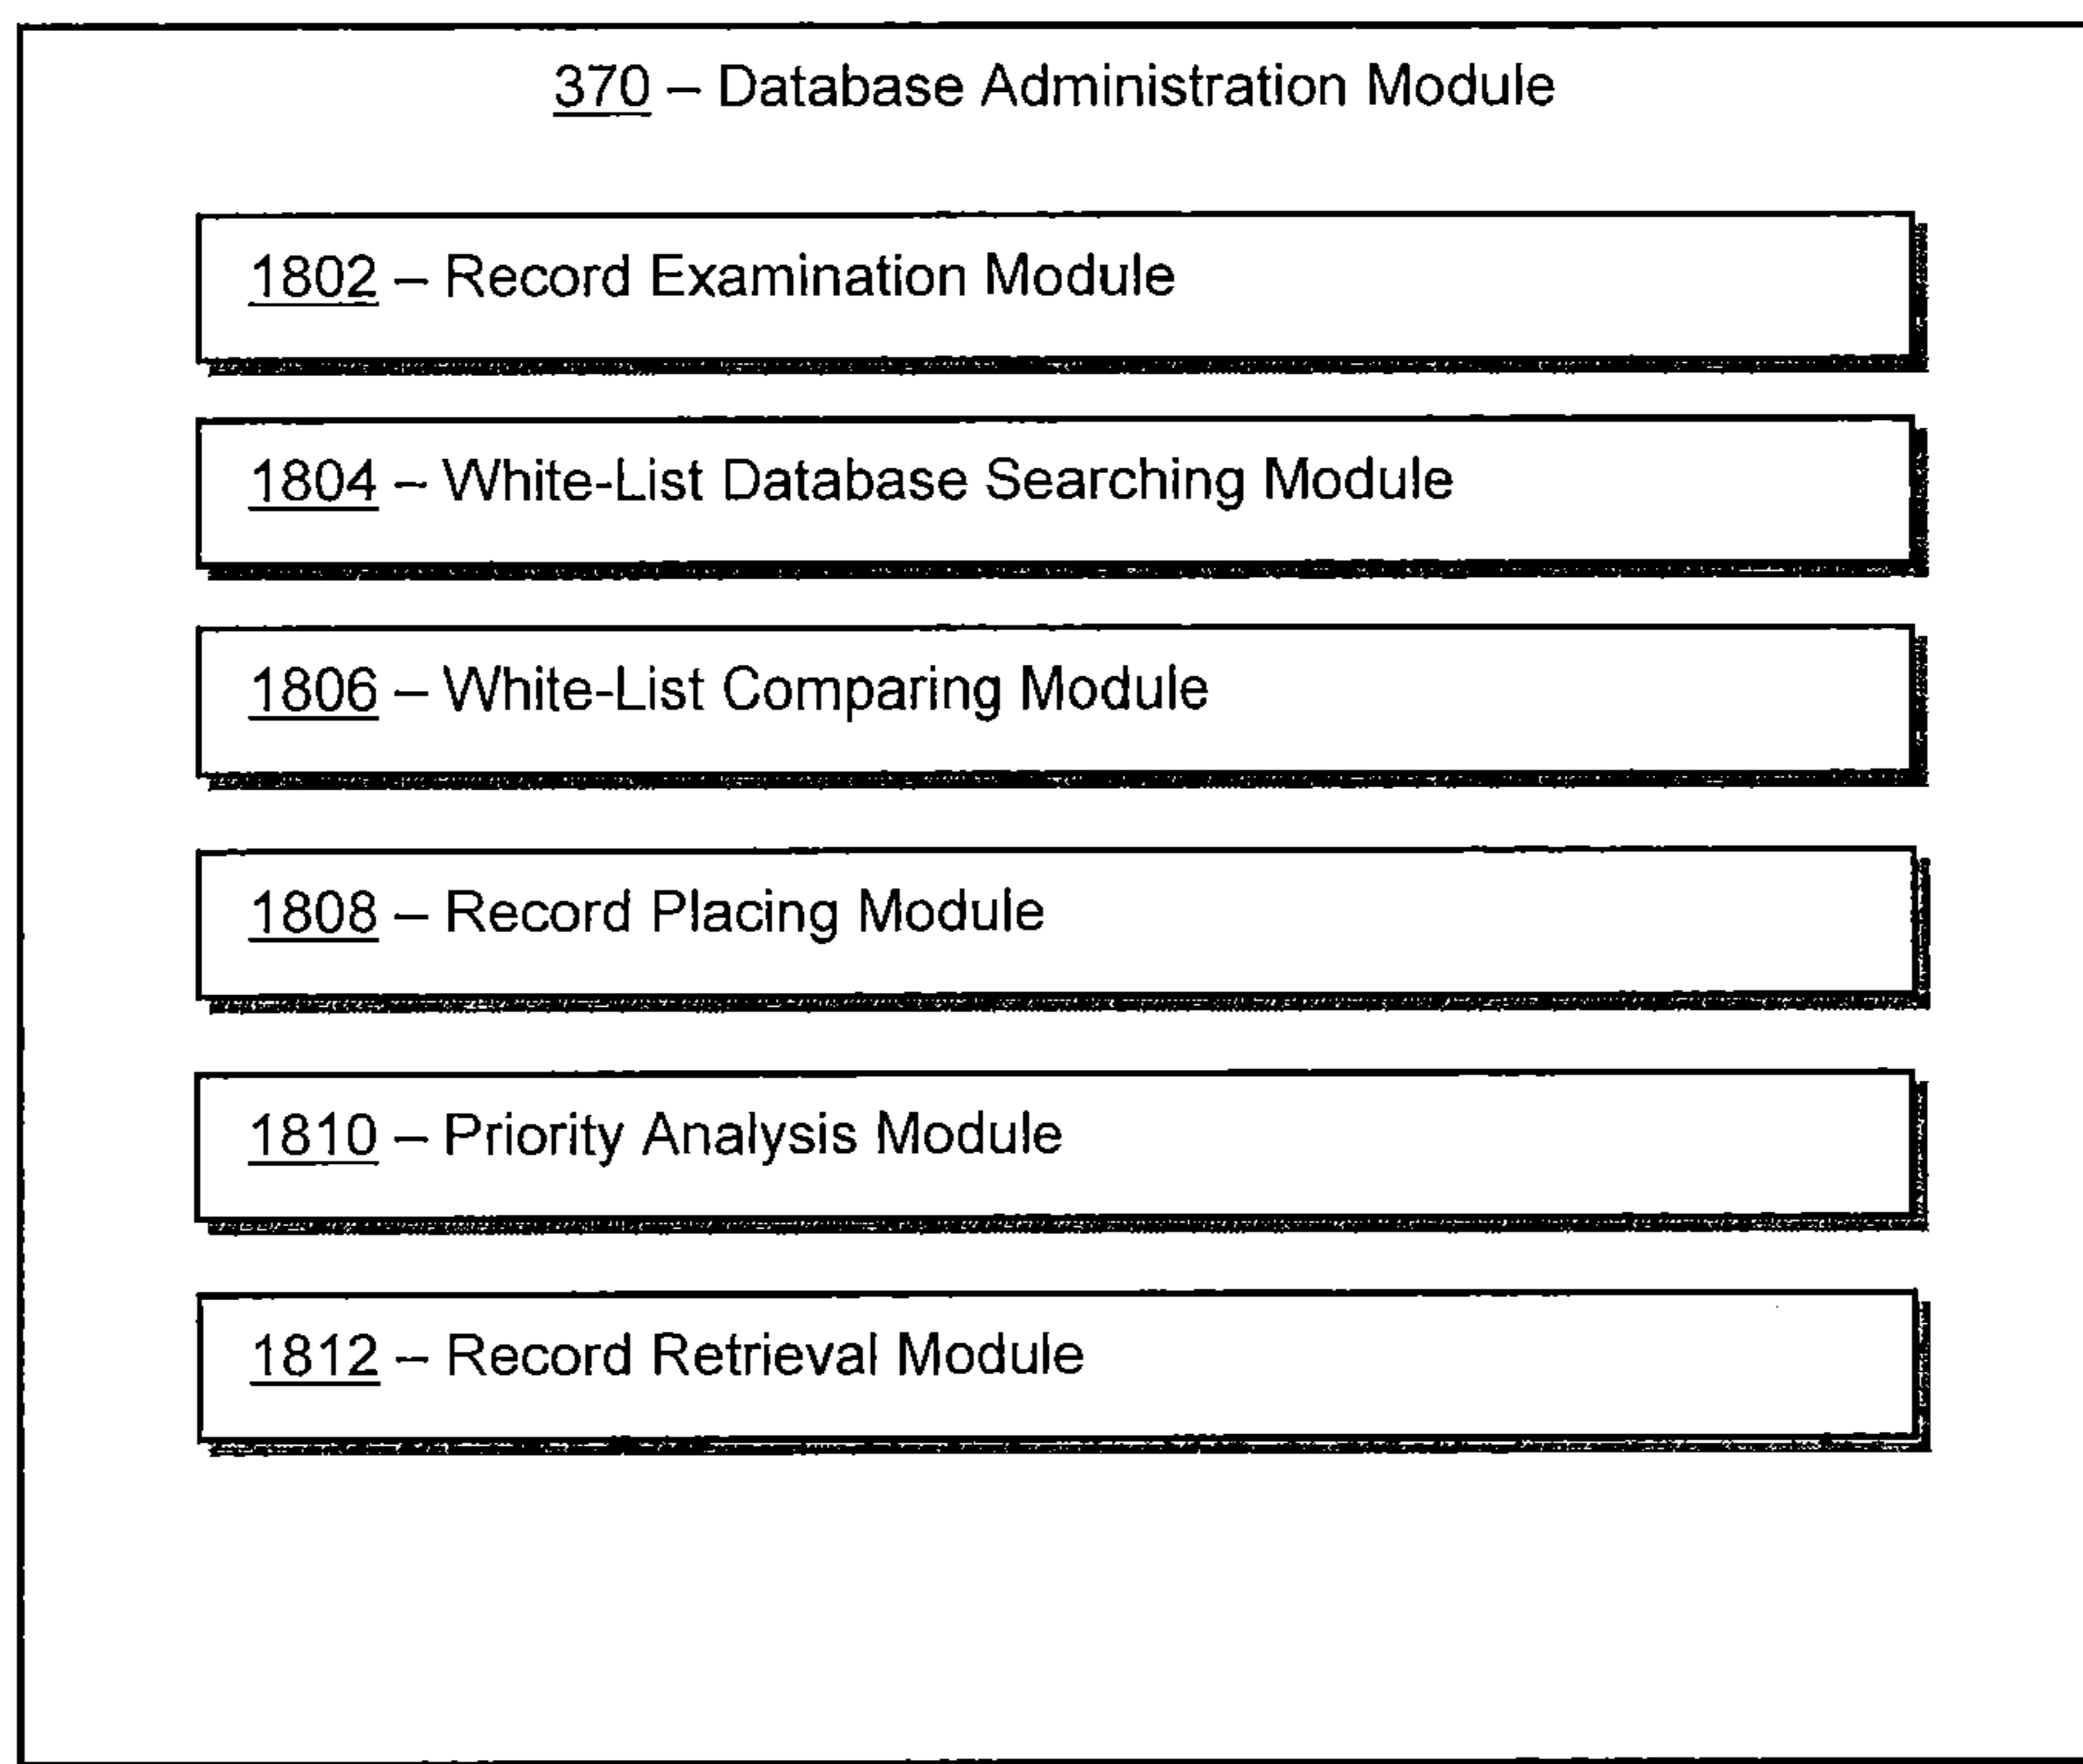 370 – Database Administration Module
1802 – Record Examination Module
1804 – White-List Database Searching Module
1806 – White-List Comparing Module
1808 – Record Placing Module
1810 – Priority Analysis Module
1812 – Record Retrieval Module